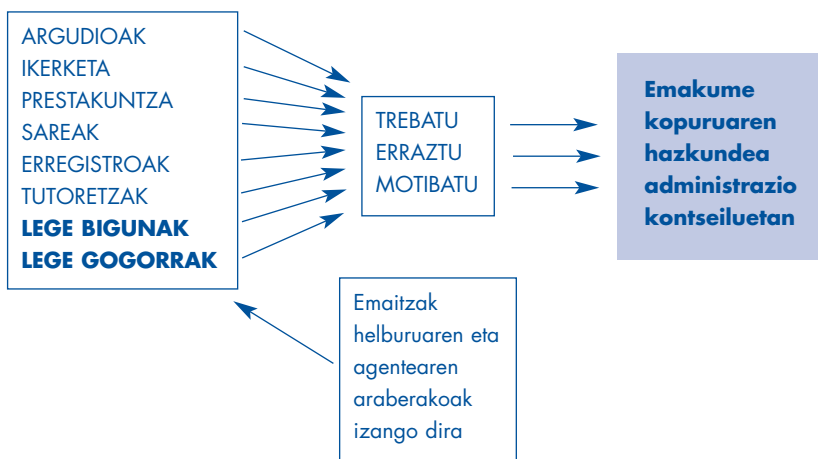 ARGUDIOAK
IKERKETA
PRESTAKUNTZA
SAREAK
ERREGISTROAK
TUTORETZAK
LEGE BIGUNAK
LEGE GOGORRAK
TREBATU
ERRAZTU
MOTIBATU
Emakume
kopuruaren
hazkundea
administrazio
kontseiluetan
Emaitzak
helburuaren eta
agentearen
araberakoak
izango dira